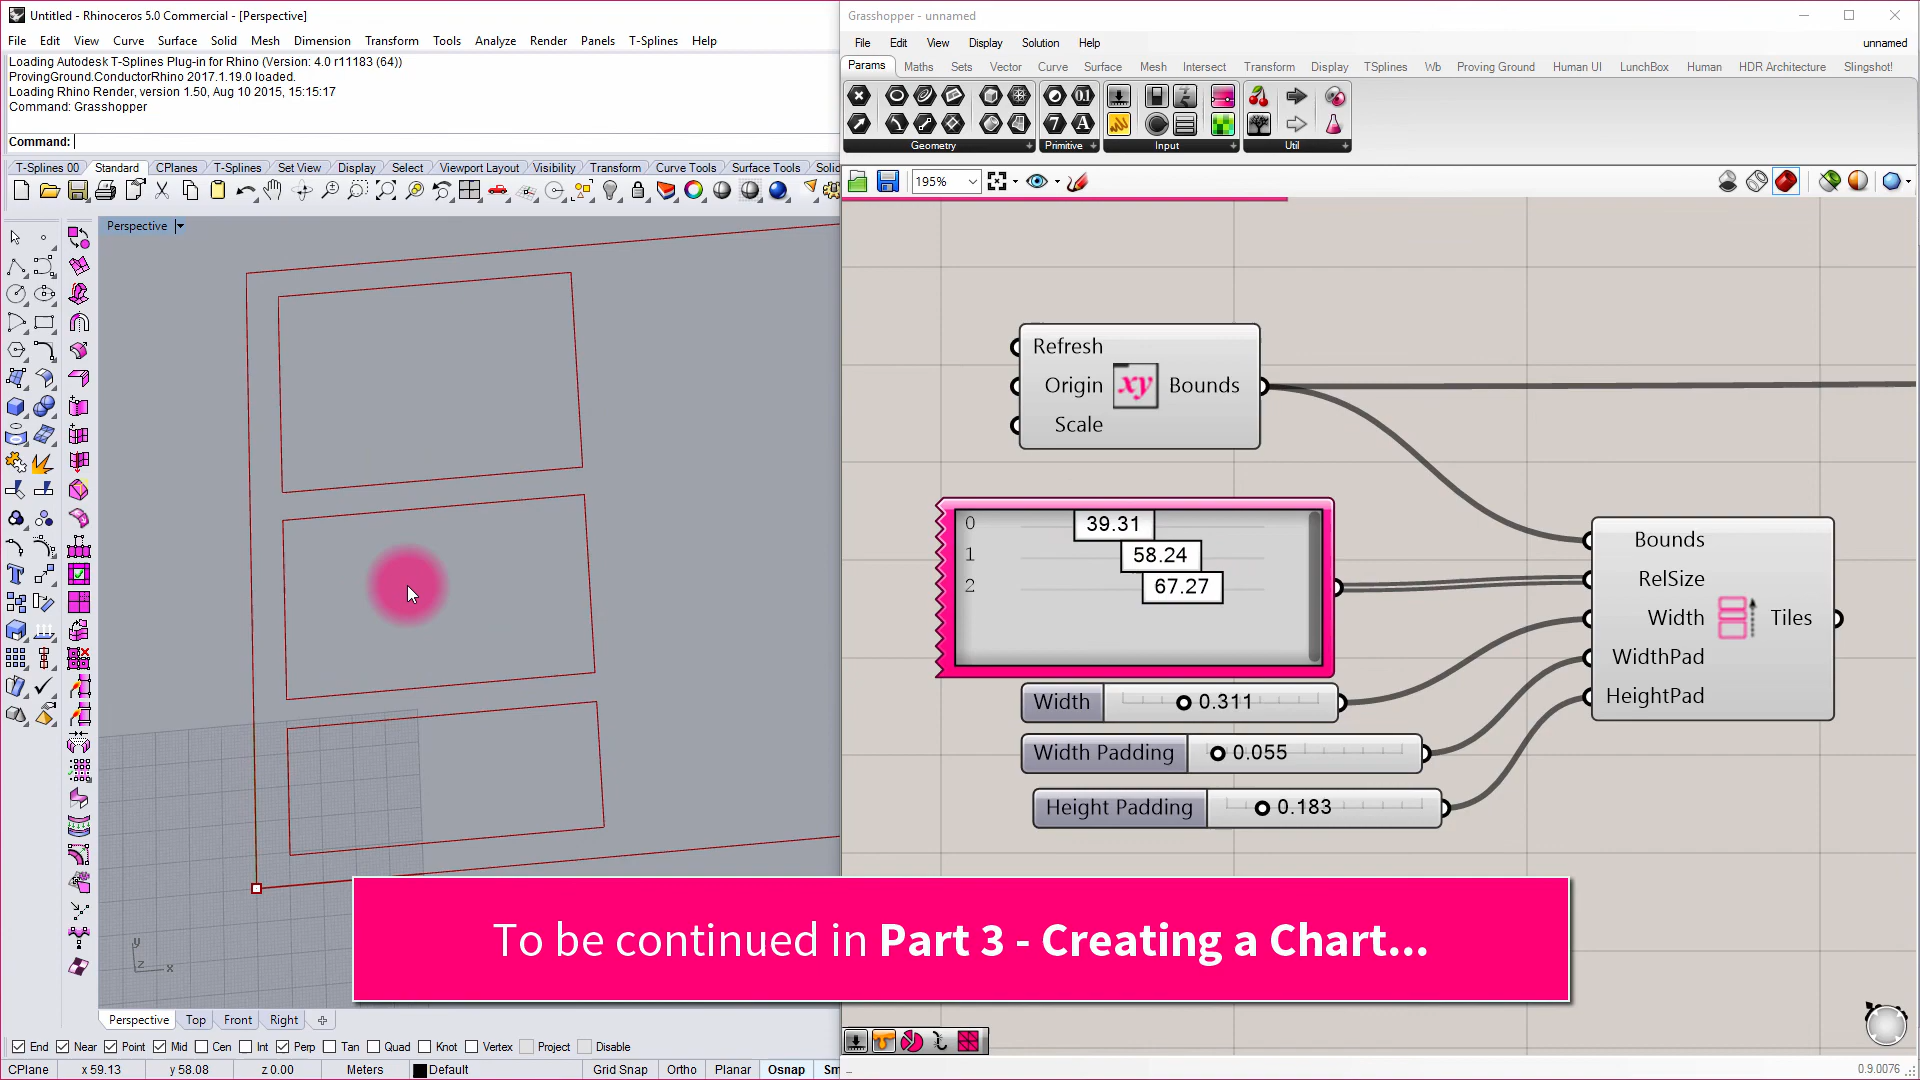 Untitled - Rhinoceros 5.0 Commercial - [Perspective]
File Edit View Curve Surface Solid Mesh Dimension Transform Tools Analyze Render Panels T-Splines Help
Loading Autodesk T-Splines Plug-in for Rhino (Version: 4.0 r11183 (64))
ProvingGround.ConductorRhino 2017.1.19.0 loaded.
Loading Rhino Render, version 1.50, Aug 10 2015, 15:15:17
Command: Grasshopper
Command:
T-Splines 00 Standard CPlanes T-Splines Set View Display Select Viewport Layout Visibility Transform Curve Tools Surface Tools Solid
Perspective
y
z x
Perspective Top Front Right
End Near Point Mid Cen Int Perp Tan Quad Knot Vertex Project Disable
CPlane x 59.13 y 58.08 z 0.00 Meters Default Grid Snap Ortho Planar Osnap Sm
Grasshopper - unnamed
File Edit View Display Solution Help unnamed
Params Maths Sets Vector Curve Surface Mesh Intersect Transform Display TSplines Wb Proving Ground Human UI LunchBox Human HDR Architecture Slingshot!
Geometry Primitive Input Util
195%
Refresh
Origin xy Bounds
Scale
0 39.31
1 58.24
2 67.27
Width 0.311
Width Padding 0.055
Height Padding 0.183
Bounds
RelSize
Width Tiles
WidthPad
HeightPad
To be continued in Part 3 - Creating a Chart...
0.9.0076